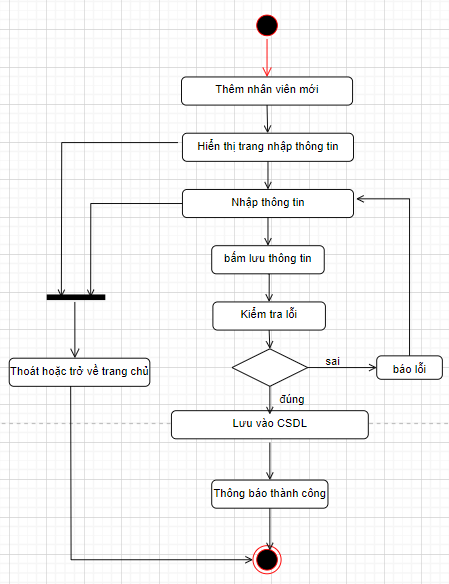 Thêm nhân viên mới
Hiển thị trang nhập thông tin
Nhập thông tin
bấm lưu thông tin
Kiểm tra lỗi
sai
báo lỗi
Thoát hoặc trở về trang chủ
đúng
Lưu vào CSDL
Thông báo thành công